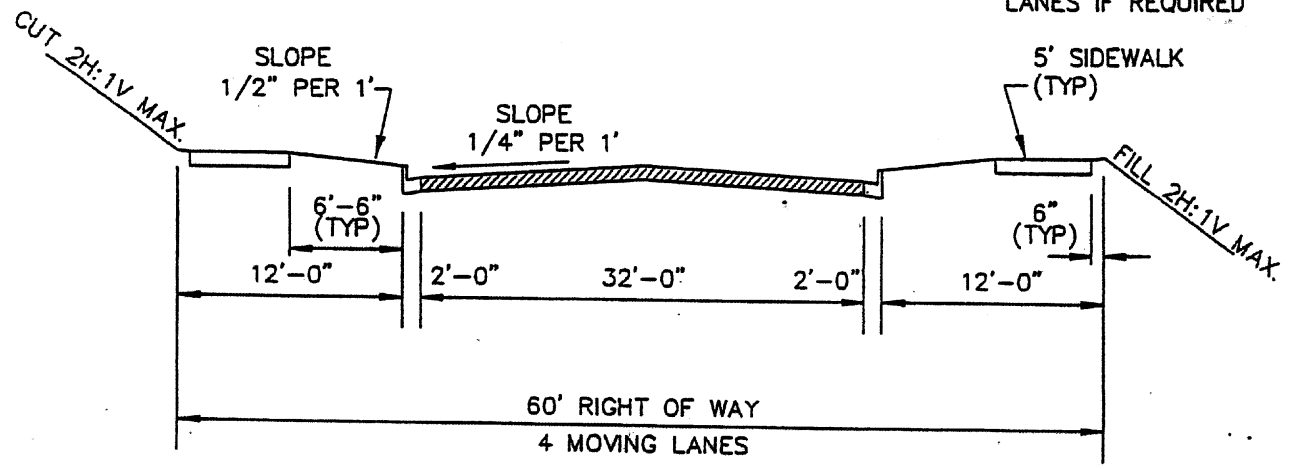 LANES IF REQUIRED
CUT 2H:1V MAX.
SLOPE
1/2" PER 1'
5' SIDEWALK
(TYP)
SLOPE
1/4" PER 1'
FILL 2H:1V MAX.
6'-6"
(TYP)
6"
(TYP)
12'-0"
2'-0"
32'-0"
2'-0"
12'-0"
60' RIGHT OF WAY
4 MOVING LANES